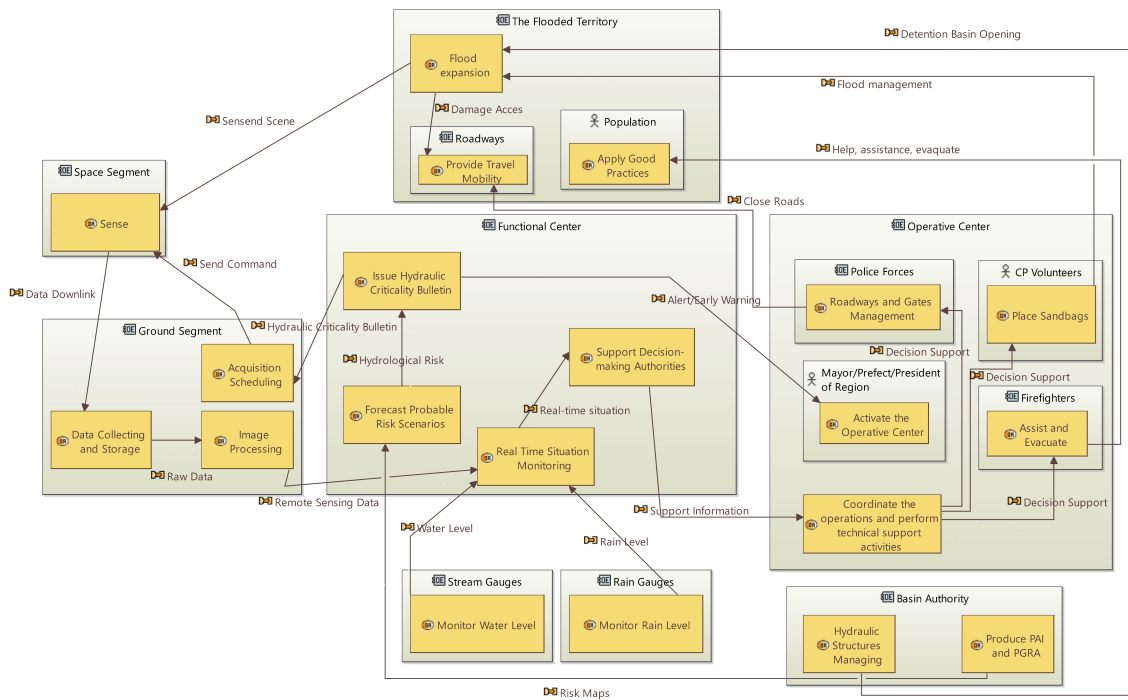 The Flooded Territory
Detention Basin Opening
Flood
expansion
Flood management
Damage Acces
Sensend Scene
Roadways
Population
Provide Travel
Mobility
Apply Good
Practices
Help, assistance, evaquate
Space Segment
Sense
Close Roads
Functional Center
Operative Center
Send Command
Issue Hydraulic
Criticality Bulletin
Police Forces
CP Volunteers
Data Downlink
Alert/Early Warning
Roadways and Gates
Management
Place Sandbags
Ground Segment
Hydraulic Criticality Bulletin
Acquisition
Scheduling
Hydrological Risk
Support Decision-
making Authorities
Decision Support
Decision Support
Mayor/Prefect/President
of Region
Firefighters
Forecast Probable
Risk Scenarios
Real-time situation
Activate the
Operative Center
Assist and
Evacuate
Data Collecting
and Storage
Image
Processing
Real Time Situation
Monitoring
Raw Data
Remote Sensing Data
Support Information
Coordinate the
operations and perform
technical support
activities
Decision Support
Water Level
Rain Level
Stream Gauges
Rain Gauges
Basin Authority
Monitor Water Level
Monitor Rain Level
Hydraulic
Structures
Managing
Produce PAI
and PGRA
Risk Maps